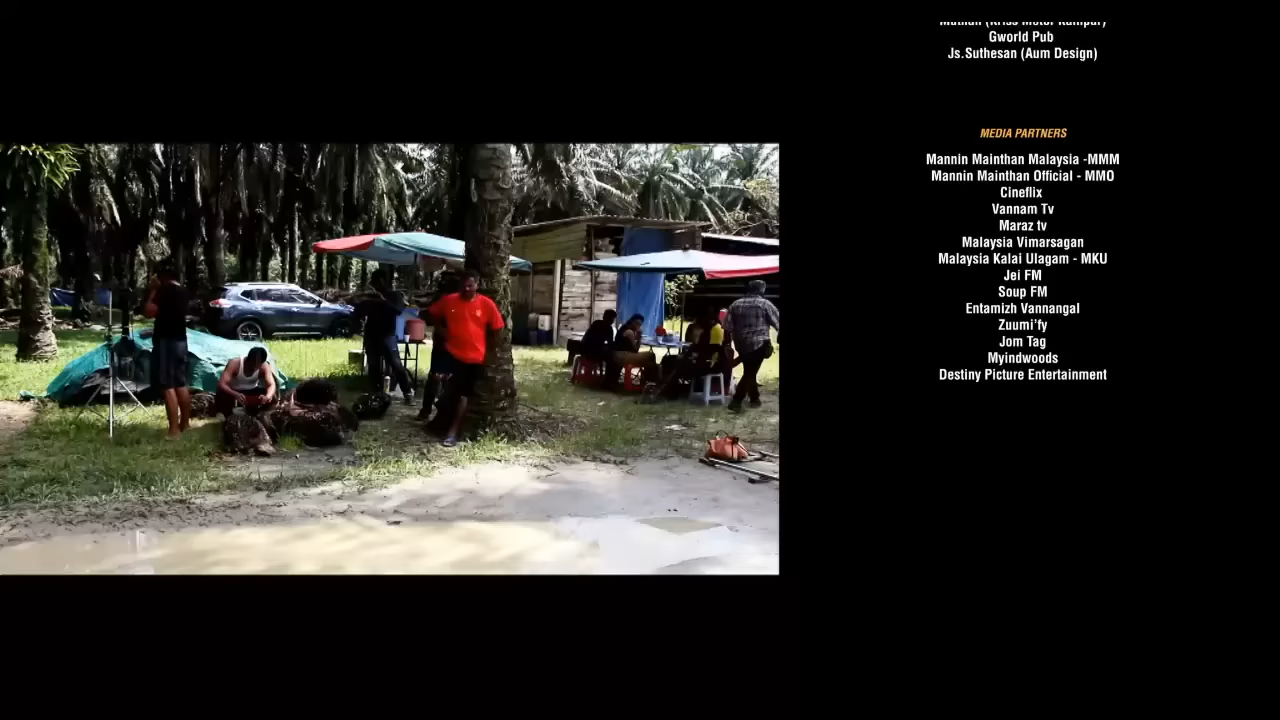 Gworld Pub
Js.Suthesan (Aum Design)
MEDIA PARTNERS
Mannin Mainthan Malaysia -MMM
Mannin Mainthan Official - MMO
Cineflix
Vannam Tv
Maraz tv
Malaysia Vimarsagan
Malaysia Kalai Ulagam - MKU
Jei FM
Soup FM
Entamizh Vannangal
Zuumi'fy
Jom Tag
Myindwoods
Destiny Picture Entertainment